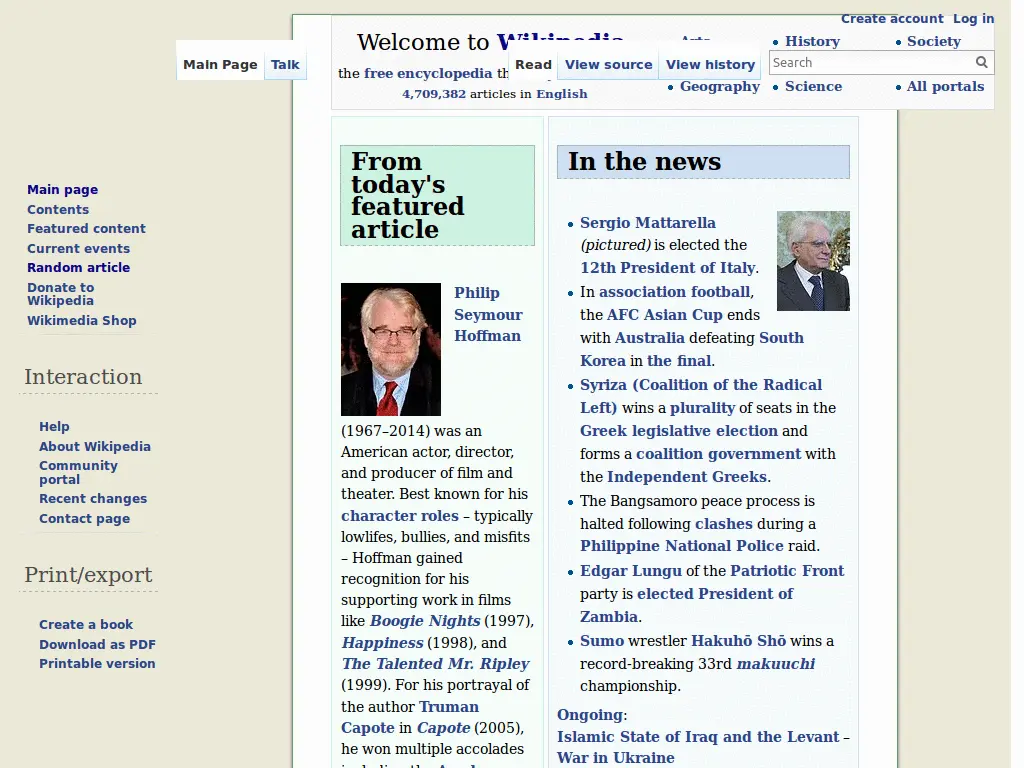 Create account Log in
Welcome to Wikipedia
Arts
History
Society
Main Page Talk
Read View source View history
Search
the free encyclopedia
4,709,382 articles in English
Geography
Science
All portals
Main page
Contents
Featured content
Current events
Random article
Donate to
Wikipedia
Wikimedia Shop
Interaction
Help
About Wikipedia
Community
portal
Recent changes
Contact page
Print/export
Create a book
Download as PDF
Printable version
From
today's
featured
article
Philip
Seymour
Hoffman
(1967–2014) was an
American actor, director,
and producer of film and
theater. Best known for his
character roles – typically
lowlifes, bullies, and misfits
– Hoffman gained
recognition for his
supporting work in films
like Boogie Nights (1997),
Happiness (1998), and
The Talented Mr. Ripley
(1999). For his portrayal of
the author Truman
Capote in Capote (2005),
he won multiple accolades
In the news
Sergio Mattarella
(pictured) is elected the
12th President of Italy.
In association football,
the AFC Asian Cup ends
with Australia defeating South
Korea in the final.
Syriza (Coalition of the Radical
Left) wins a plurality of seats in the
Greek legislative election and
forms a coalition government with
the Independent Greeks.
The Bangsamoro peace process is
halted following clashes during a
Philippine National Police raid.
Edgar Lungu of the Patriotic Front
party is elected President of
Zambia.
Sumo wrestler Hakuhō Shō wins a
record-breaking 33rd makuuchi
championship.
Ongoing:
Islamic State of Iraq and the Levant –
War in Ukraine